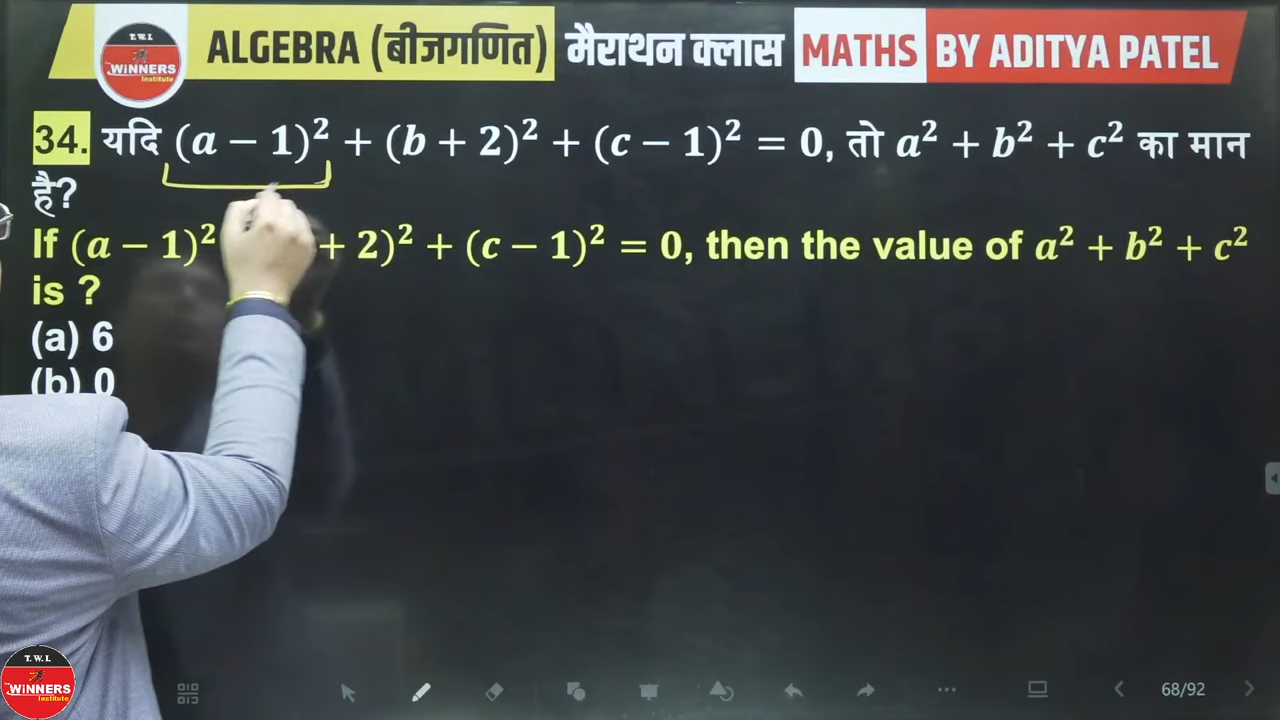 T.W.I.
THE WiNNERS
Institute
ALGEBRA (बीजगणित) मैराथन क्लास MATHS BY ADITYA PATEL
34. यदि (a − 1)² + (b + 2)² + (c − 1)² = 0, तो a² + b² + c² का मान
है?
If (a − 1)² + 2)² + (c − 1)² = 0, then the value of a² + b² + c²
is ?
(a) 6
(b) 0
T.W.I.
WiNNERS
Institute
68/92